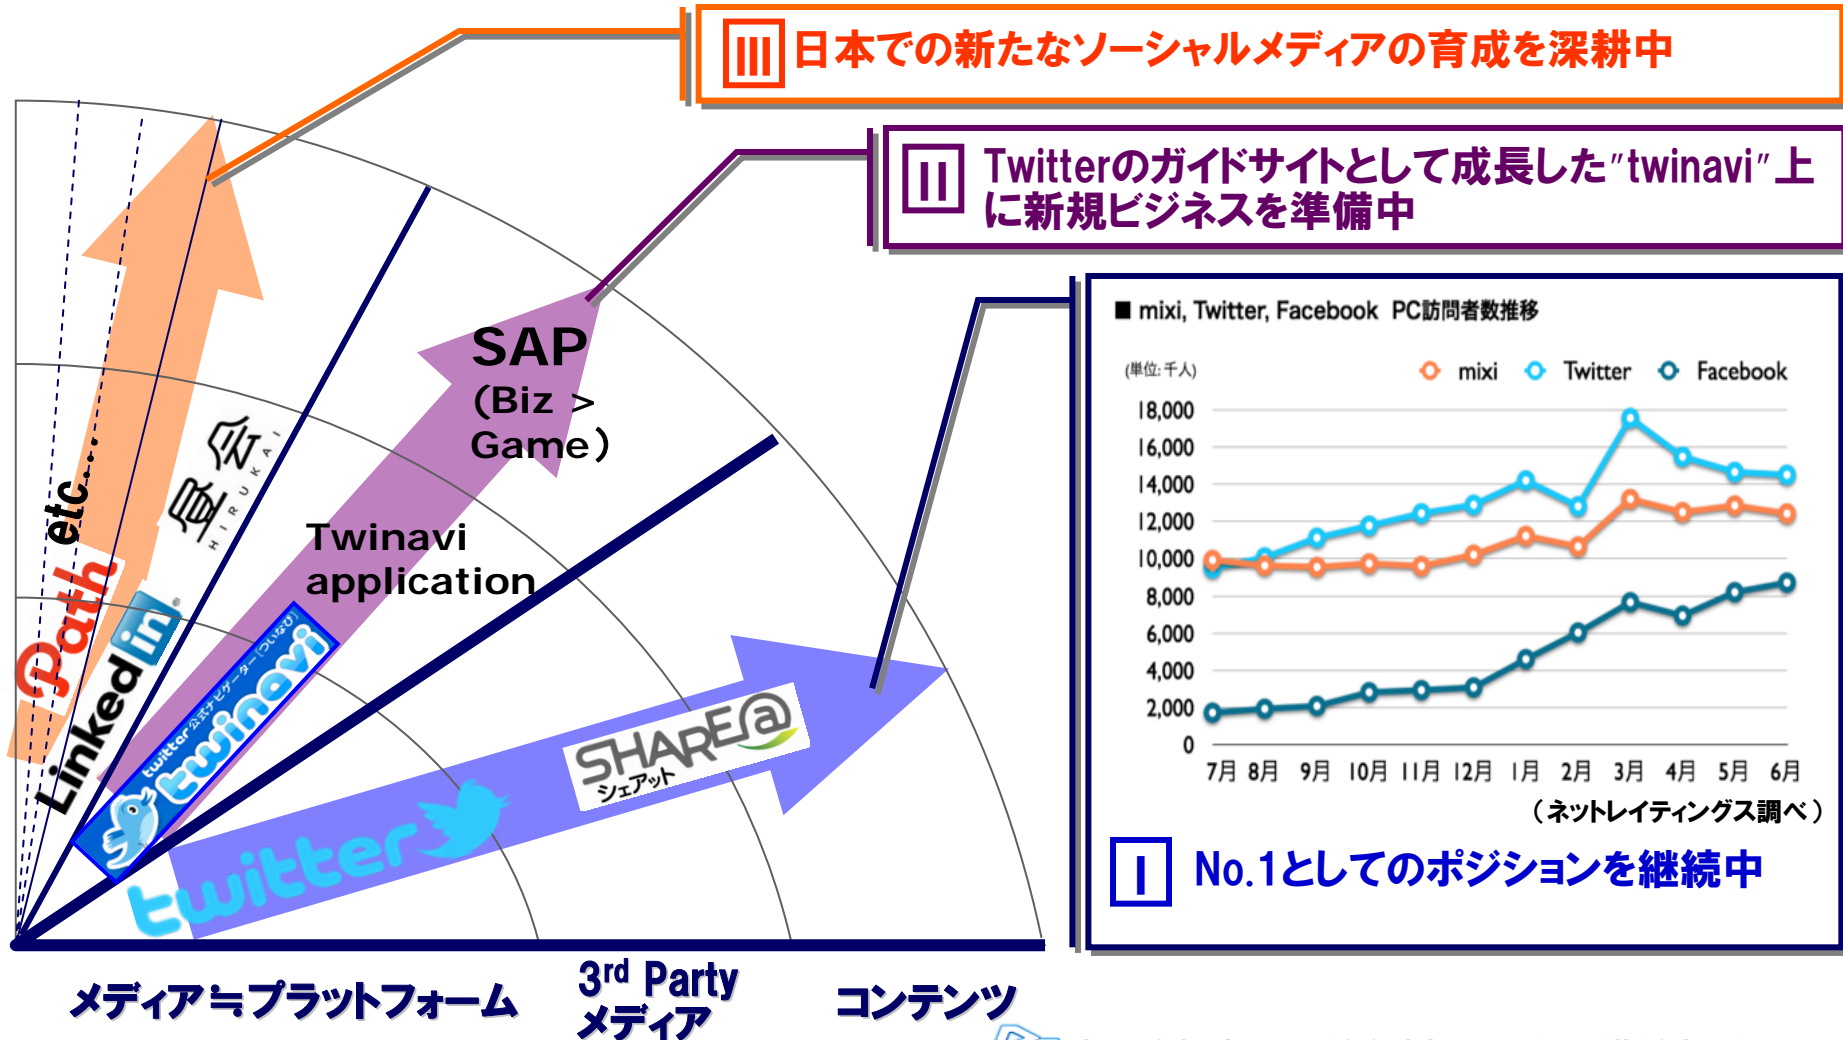 III 日本での新たなソーシャルメディアの育成を深耕中
II Twitterのガイドサイトとして成長した"twinavi"上
に新規ビジネスを準備中
■ mixi, Twitter, Facebook PC訪問者数推移
(単位:千人)
mixi Twitter Facebook
18,000
16,000
14,000
12,000
10,000
8,000
6,000
4,000
2,000
0
7月 8月 9月 10月 11月 12月 1月 2月 3月 4月 5月 6月
（ネットレイティングス調べ）
I No.1としてのポジションを継続中
etc...
Path
LinkedIn
昼会
HIRUKAI
SAP
(Biz >
Game)
Twinavi
application
twitter公式ナビゲーター[ついなび]
twinavi
twitter
SHARE@
シェアット
メディア≒プラットフォーム
3rd Party
メディア
コンテンツ